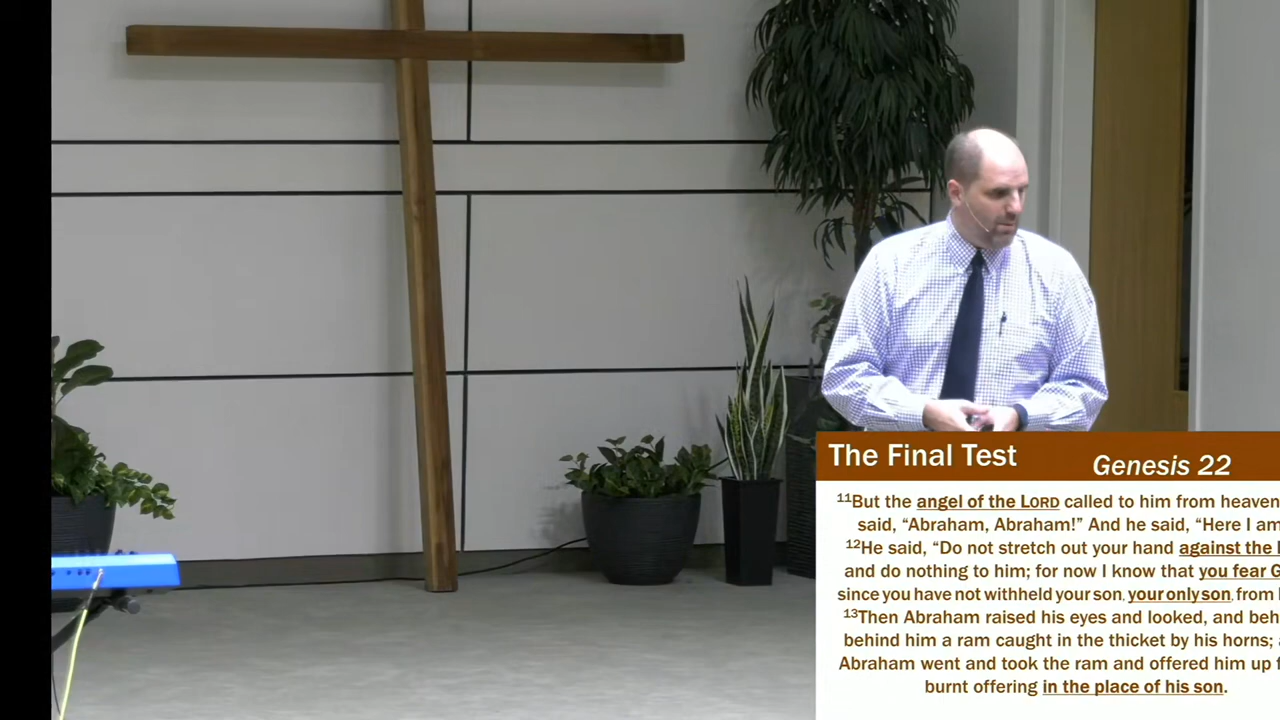 The Final Test
Genesis 22
11But the angel of the LORD called to him from heaven
said, “Abraham, Abraham!” And he said, “Here I am
12He said, “Do not stretch out your hand against the
and do nothing to him; for now I know that you fear
since you have not withheld your son, your only son, from
13Then Abraham raised his eyes and looked, and
behind him a ram caught in the thicket by his horns;
Abraham went and took the ram and offered him up
burnt offering in the place of his son.